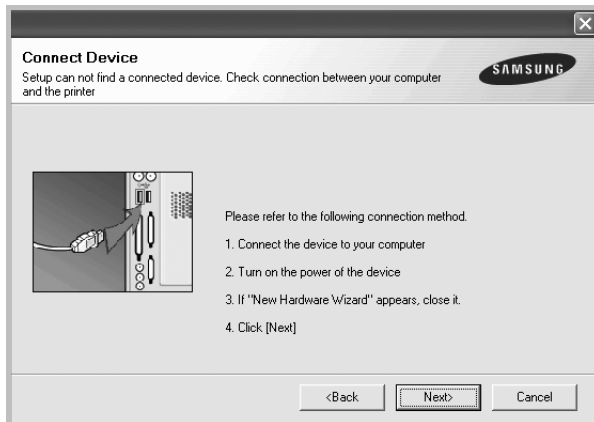 Connect Device
Setup can not find a connected device. Check connection between your computer
and the printer
SAMSUNG
Please refer to the following connection method.
1. Connect the device to your computer
2. Turn on the power of the device
3. If "New Hardware Wizard" appears, close it.
4. Click [Next]
<Back
Next>
Cancel